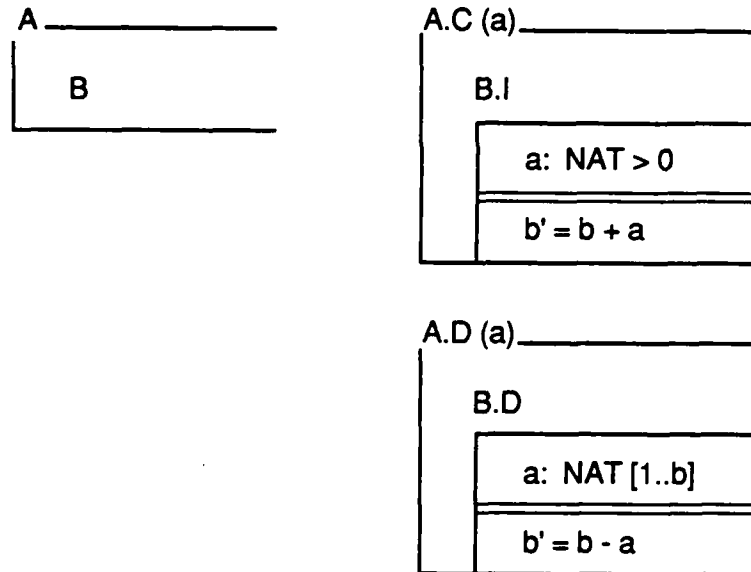 A
B
A.C (a)
B.I
a: NAT > 0
b' = b + a
A.D (a)
B.D
a: NAT [1..b]
b' = b - a